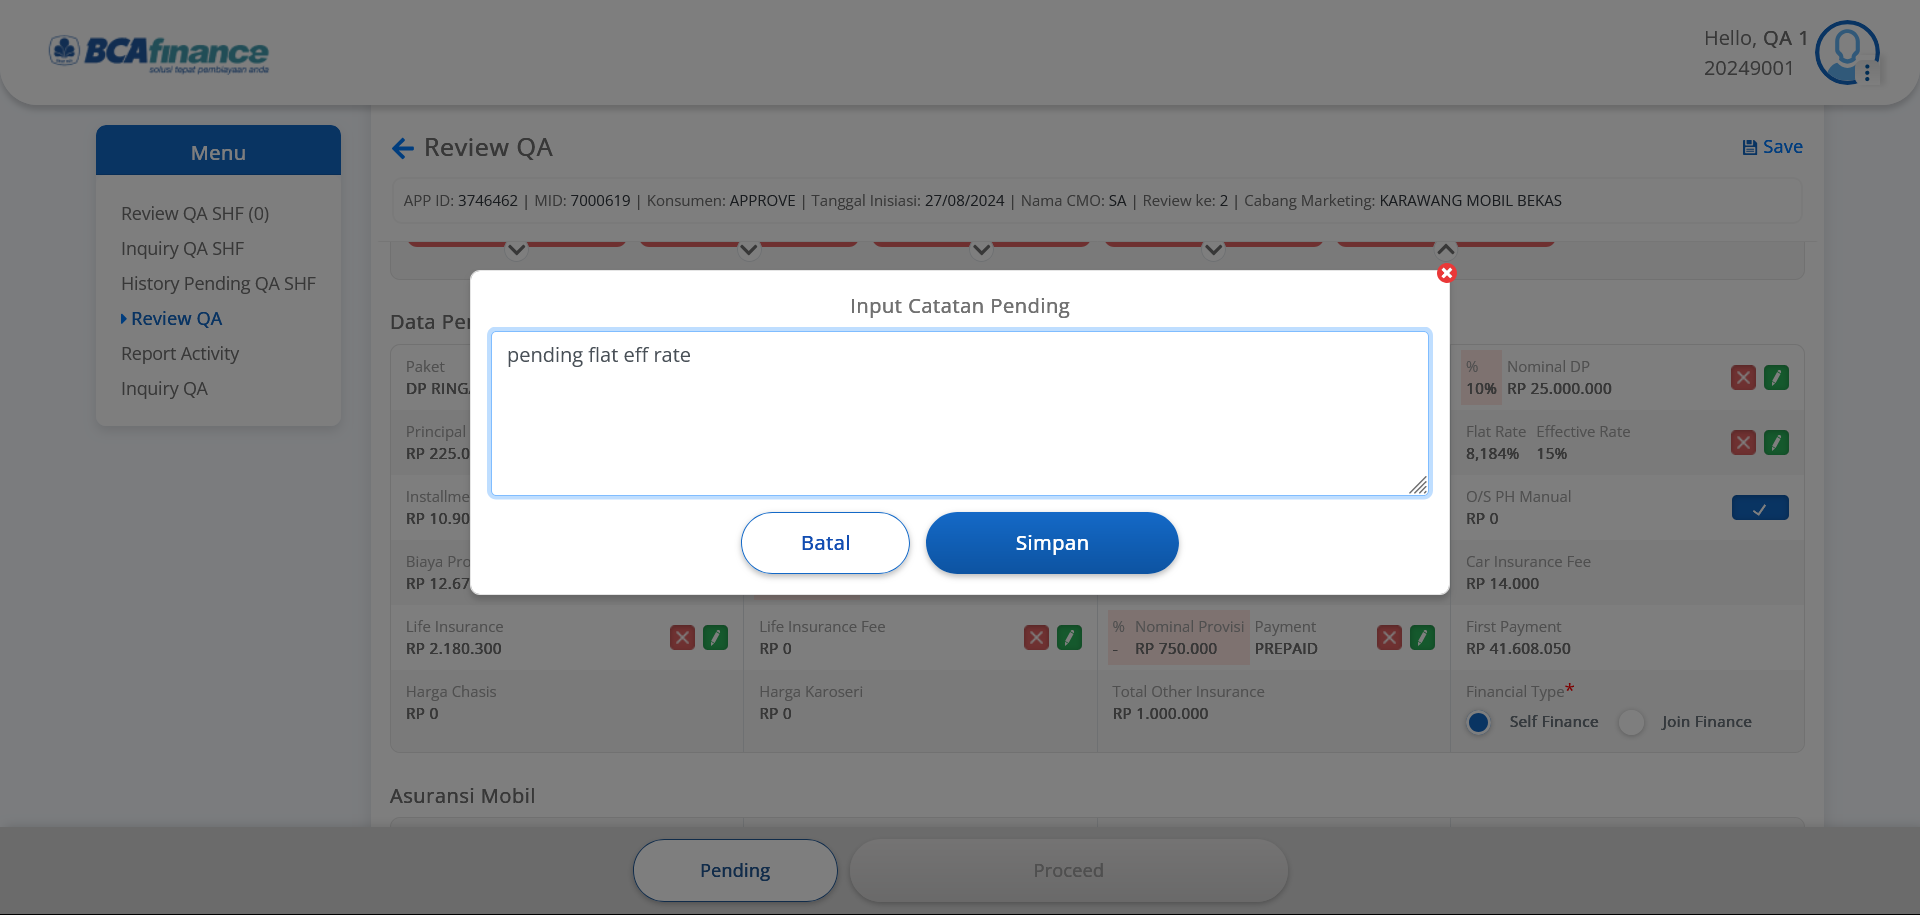 BCAfinance
solusi tepat pembiayaan anda
Hello, QA 1
20249001
Menu
Review QA SHF (0)
Inquiry QA SHF
History Pending QA SHF
Review QA
Report Activity
Inquiry QA
Review QA
Save
APP ID: 3746462 | MID: 7000619 | Konsumen: APPROVE | Tanggal Inisiasi: 27/08/2024 | Nama CMO: SA | Review ke: 2 | Cabang Marketing: KARAWANG MOBIL BEKAS
Input Catatan Pending
pending flat eff rate
Batal
Simpan
Data Pe
Paket
DP RING
% Nominal DP
10% RP 25.000.000
Principal
RP 225.0
Flat Rate Effective Rate
8,184% 15%
Installme
RP 10.90
O/S PH Manual
RP 0
Biaya Pro
RP 12.67
Car Insurance Fee
RP 14.000
Life Insurance
RP 2.180.300
Life Insurance Fee
RP 0
% Nominal Provisi Payment
- RP 750.000 PREPAID
First Payment
RP 41.608.050
Harga Chasis
RP 0
Harga Karoseri
RP 0
Total Other Insurance
RP 1.000.000
Financial Type*
Self Finance Join Finance
Asuransi Mobil
Pending
Proceed